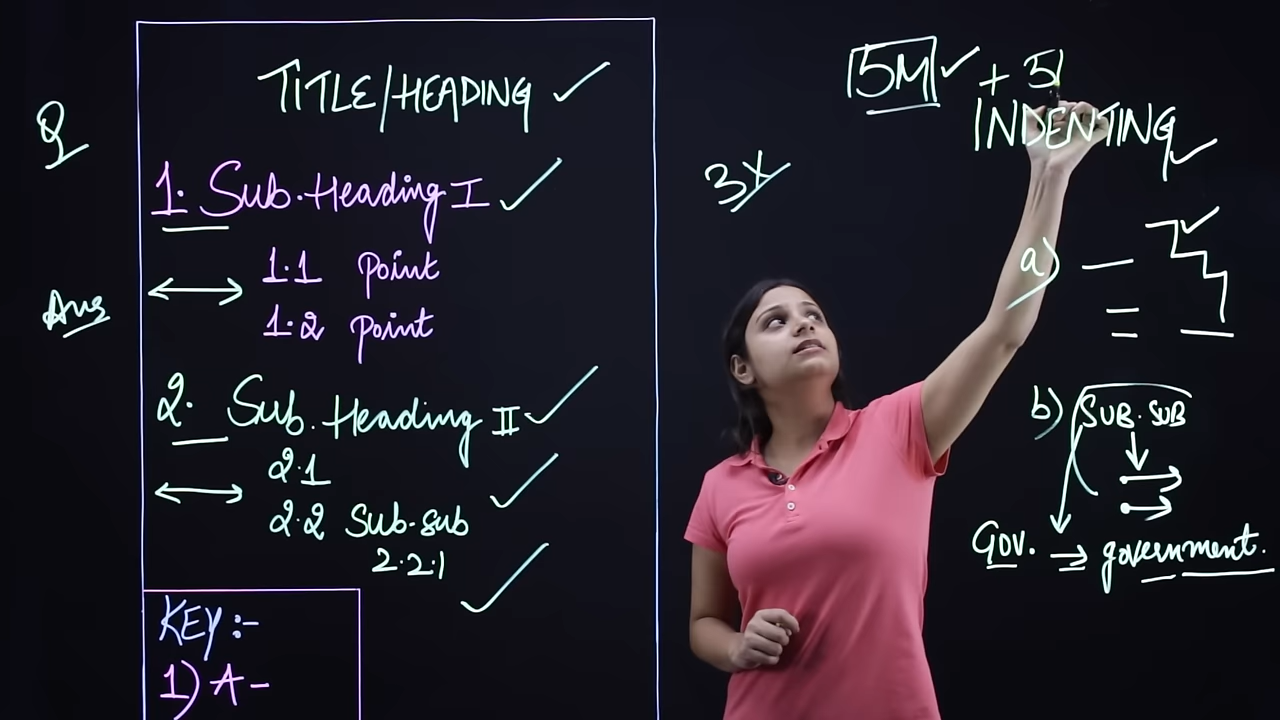 Q
TITLE/HEADING
1. Sub-Heading I
1.1 Point
1.2 Point
Ans
2. Sub-Heading II
2.1
2.2 Sub-sub
2.2.1
KEY :-
1) A -
3X
5M + 5
INDENTING
a)
b) SUB-SUB
Gov. → government.